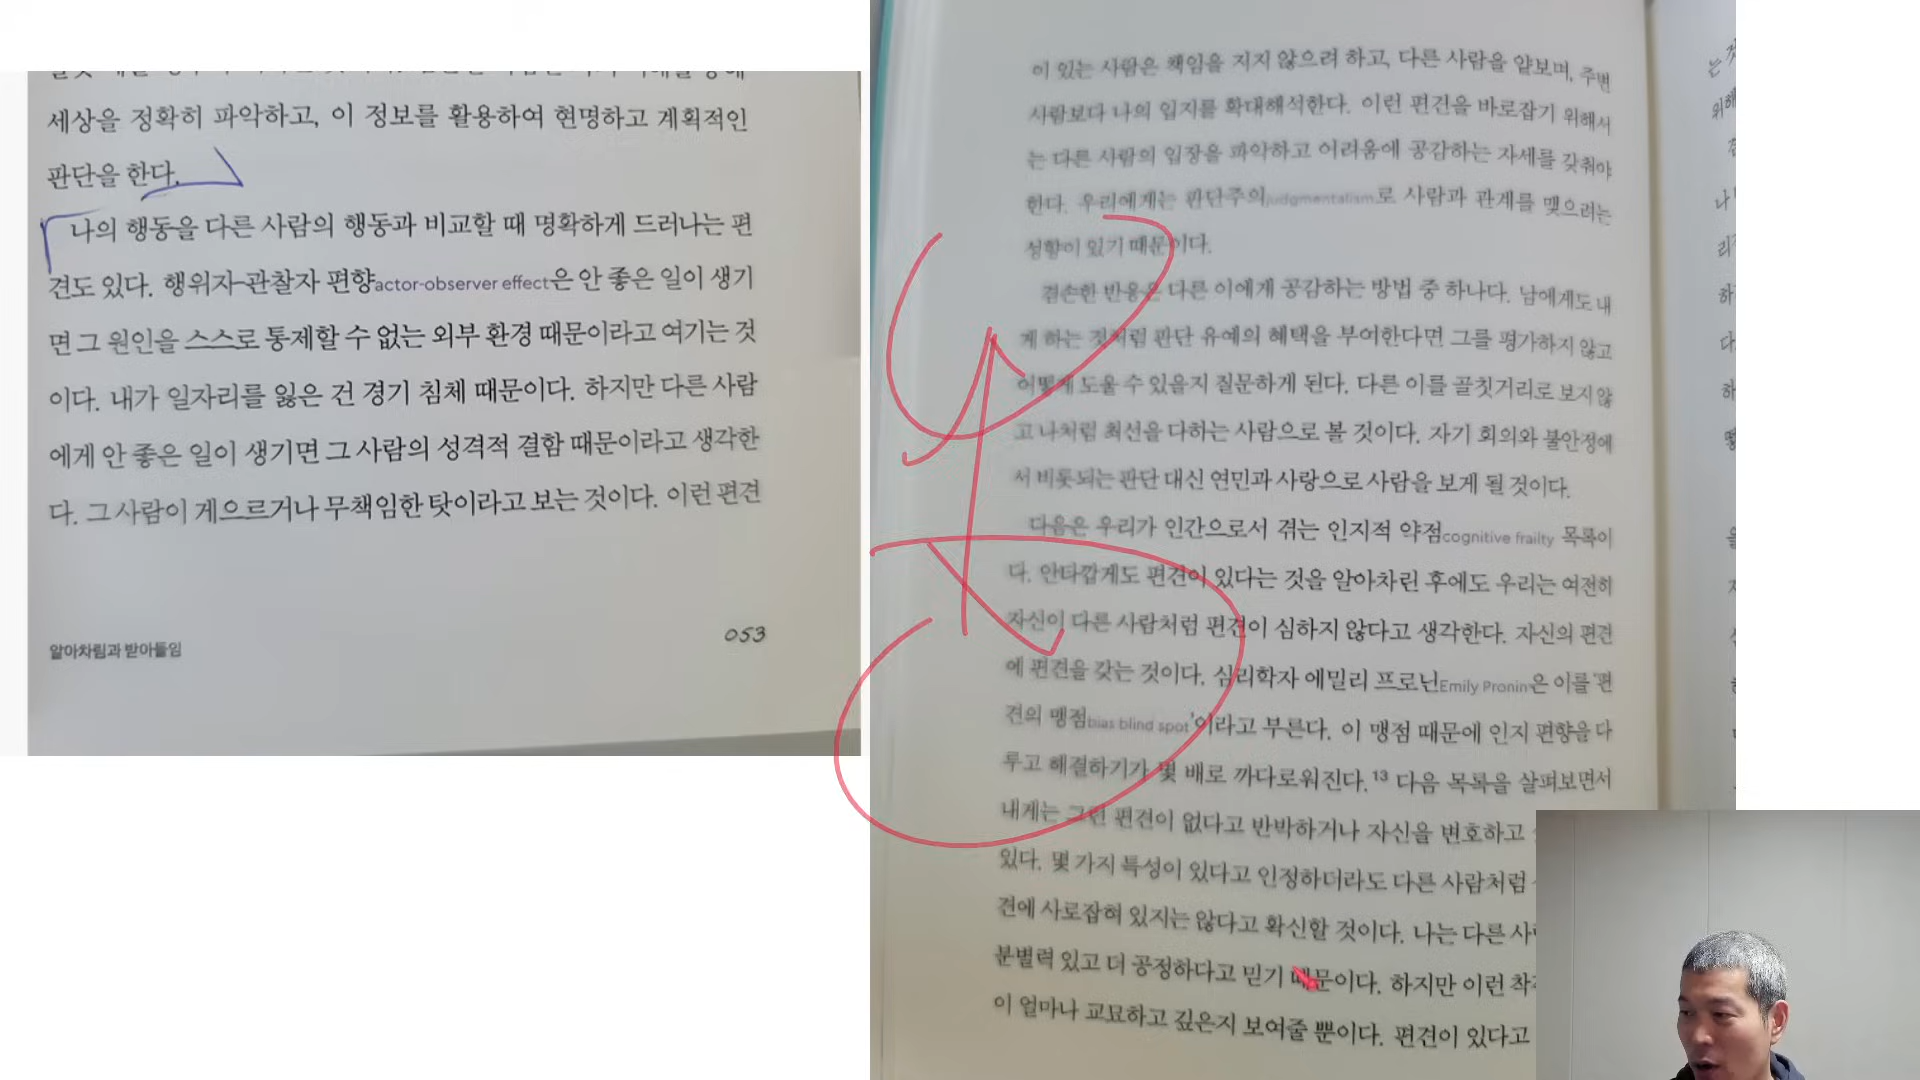 세상을 정확히 파악하고, 이 정보를 활용하여 현명하고 계획적인
판단을 한다.
나의 행동을 다른 사람의 행동과 비교할 때 명확하게 드러나는 편
견도 있다. 행위자-관찰자 편향actor-observer effect은 안 좋은 일이 생기
면 그 원인을 스스로 통제할 수 없는 외부 환경 때문이라고 여기는 것
이다. 내가 일자리를 잃은 건 경기 침체 때문이다. 하지만 다른 사람
에게 안 좋은 일이 생기면 그 사람의 성격적 결함 때문이라고 생각한
다. 그 사람이 게으르거나 무책임한 탓이라고 보는 것이다. 이런 편견
알아차림과 받아들임
053
이 있는 사람은 책임을 지지 않으려 하고, 다른 사람을 얕보며, 주변
사람보다 나의 입지를 확대해석한다. 이런 편견을 바로잡기 위해서
는 다른 사람의 입장을 파악하고 어려움에 공감하는 자세를 갖춰야
한다. 우리에게는 판단주의judgmentalism로 사람과 관계를 맺으려는
성향이 있기 때문이다.
겸손한 반응은 다른 이에게 공감하는 방법 중 하나다. 남에게도 내
게 하는 것처럼 판단 유예의 혜택을 부여한다면 그를 평가하지 않고
어떻게 도울 수 있을지 질문하게 된다. 다른 이를 골칫거리로 보지 않
고 나처럼 최선을 다하는 사람으로 볼 것이다. 자기 회의와 불안정에
서 비롯되는 판단 대신 연민과 사랑으로 사람을 보게 될 것이다.
다음은 우리가 인간으로서 겪는 인지적 약점cognitive frailty 목록이
다. 안타깝게도 편견이 있다는 것을 알아차린 후에도 우리는 여전히
자신이 다른 사람처럼 편견이 심하지 않다고 생각한다. 자신의 편견
에 편견을 갖는 것이다. 심리학자 에밀리 프로닌Emily Pronin은 이를 '편
견의 맹점bias blind spot'이라고 부른다. 이 맹점 때문에 인지 편향을 다
루고 해결하기가 몇 배로 까다로워진다.13 다음 목록을 살펴보면서
내게는 그런 편견이 없다고 반박하거나 자신을 변호하고
있다. 몇 가지 특성이 있다고 인정하더라도 다른 사람처럼
견에 사로잡혀 있지는 않다고 확신할 것이다. 나는 다른
분별력 있고 더 공정하다고 믿기 때문이다. 하지만 이런
이 얼마나 교묘하고 깊은지 보여줄 뿐이다. 편견이 있다고